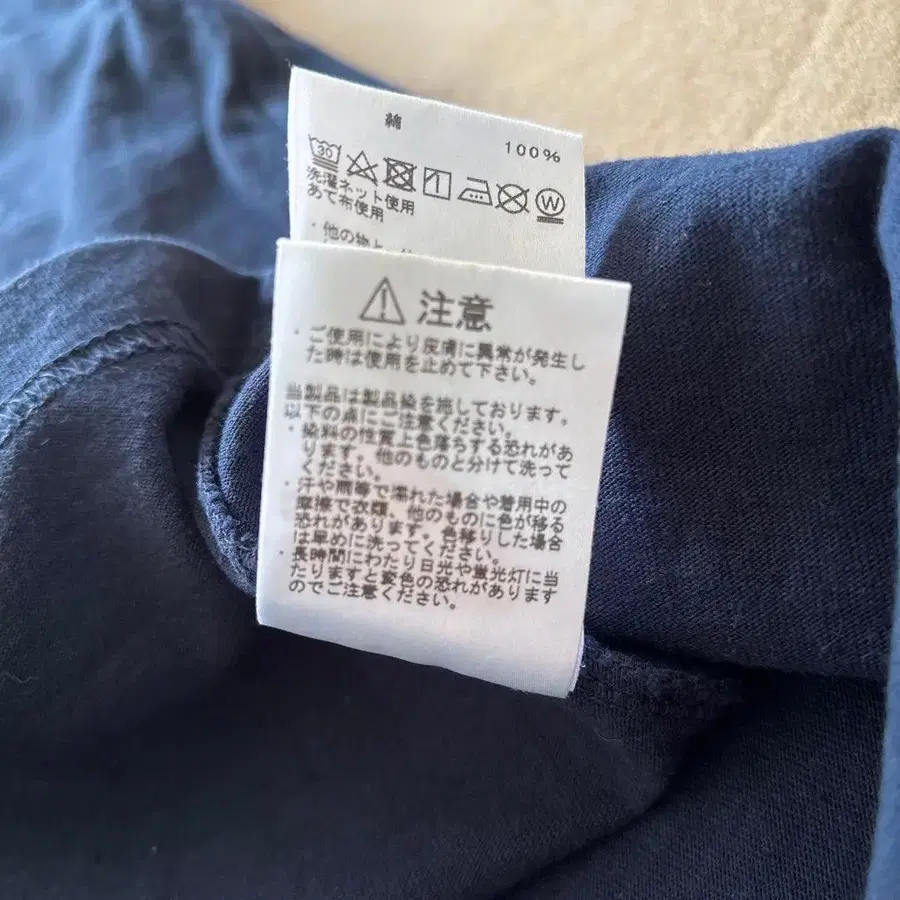 綿
100%
30
W
洗濯ネット使用
あて布使用
・他の物と
注意
・ご使用により皮膚に異常が発生し
た時は使用を止めて下さい。
当製品は製品染を施しております。
以下の点にご注意ください。
・染料の性質上色落ちする恐れがあ
ります。他のものと分けて洗って
ください。
・汗や雨等で濡れた場合や着用中の
摩擦で衣類、他のものに色が移る
恐れがあります。色移りした場合
は早めに洗ってください。
・長時間にわたり日光や蛍光灯に当
たりますと変色の恐れがあります
のでご注意ください。